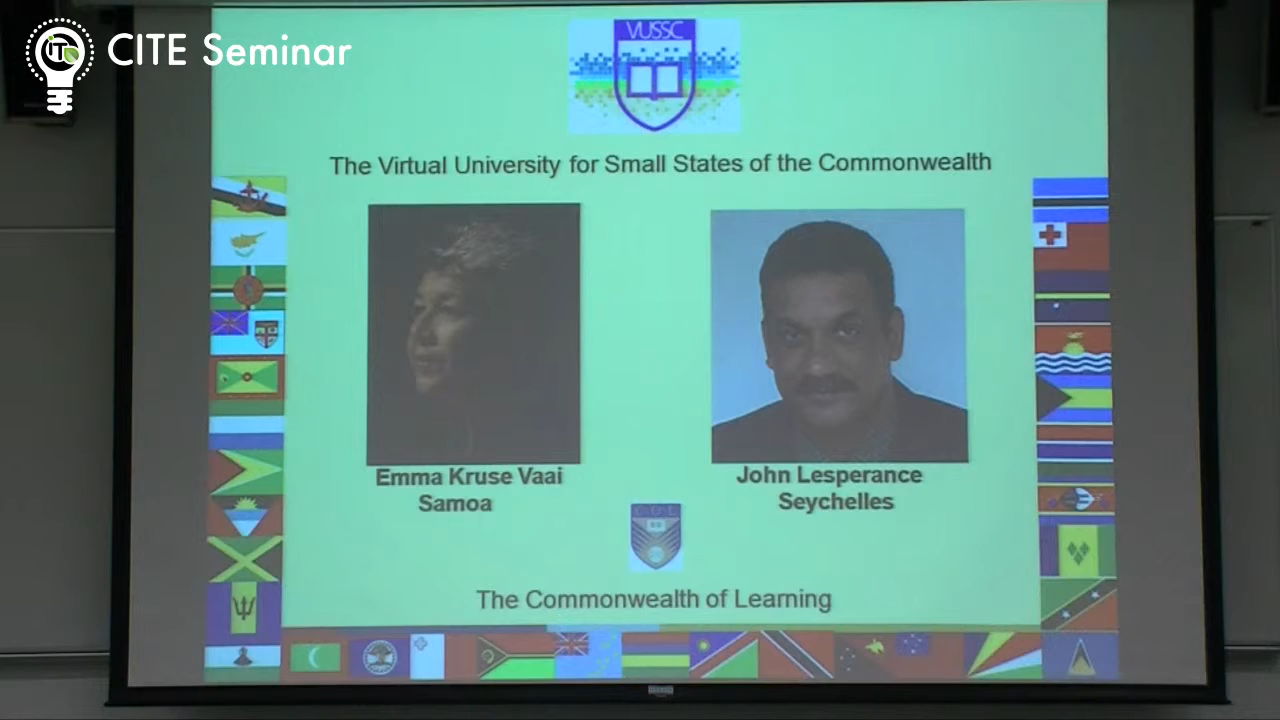 CITE Seminar
VUSSC
The Virtual University for Small States of the Commonwealth
Emma Kruse Vaai
Samoa
John Lesperance
Seychelles
COL
The Commonwealth of Learning